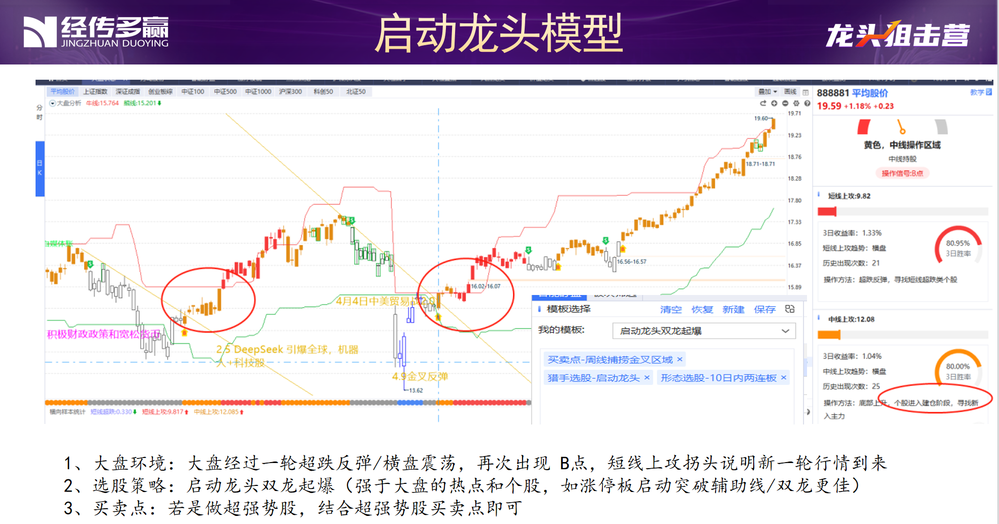 经传多赢
JINGZHUAN DUOYING
启动龙头模型
龙头狙击营
平均股价 上证指数 深证成指 创业板综 中证100 中证500 中证1000 沪深300 科创50 北证50
叠加 画线
888881 平均股价 教学
大盘分析 牛线:15.764 熊线:15.201
19.59 +1.18% +0.23
分时
日K
19.71
19.60
19.23
18.76
18.71-18.71
18.28
17.80
17.33
16.85
16.56-16.57
16.37
16.02-16.07
15.89
S
S
S
S
B
B
B
B
自媒体账
4月4日中美贸易战2.0
积极财政政策和宽松货币
2.5 DeepSeek 引爆全球，机器
人+科技股
4.9金叉反弹
13.62
横向样本统计 短线超跌:0.330 短线上攻:9.817 中线上攻:12.085
模板选择 清空 恢复 新建 保存
我的模板: 启动龙头双龙起爆
买卖点-周线捕捞金叉区域 ×
猎手选股-启动龙头 × 形态选股-10日内两连板 ×
黄色，中线操作区域
中线持股
操作信号:B点
短线上攻:9.82
3日收益率：1.33%
短线上攻趋势：横盘
历史出现次数：21
80.95%
3日胜率
操作方法：超跌反弹，寻找短线超跌类个股
中线上攻:12.08
3日收益率：1.04%
中线上攻趋势：横盘
历史出现次数：25
80.00%
3日胜率
操作方法：底部上升，个股进入建仓阶段，寻找新
入主力
1、大盘环境：大盘经过一轮超跌反弹/横盘震荡，再次出现 B点，短线上攻拐头说明新一轮行情到来
2、选股策略：启动龙头双龙起爆（强于大盘的热点和个股，如涨停板启动突破辅助线/双龙更佳）
3、买卖点：若是做超强势股，结合超强势股买卖点即可